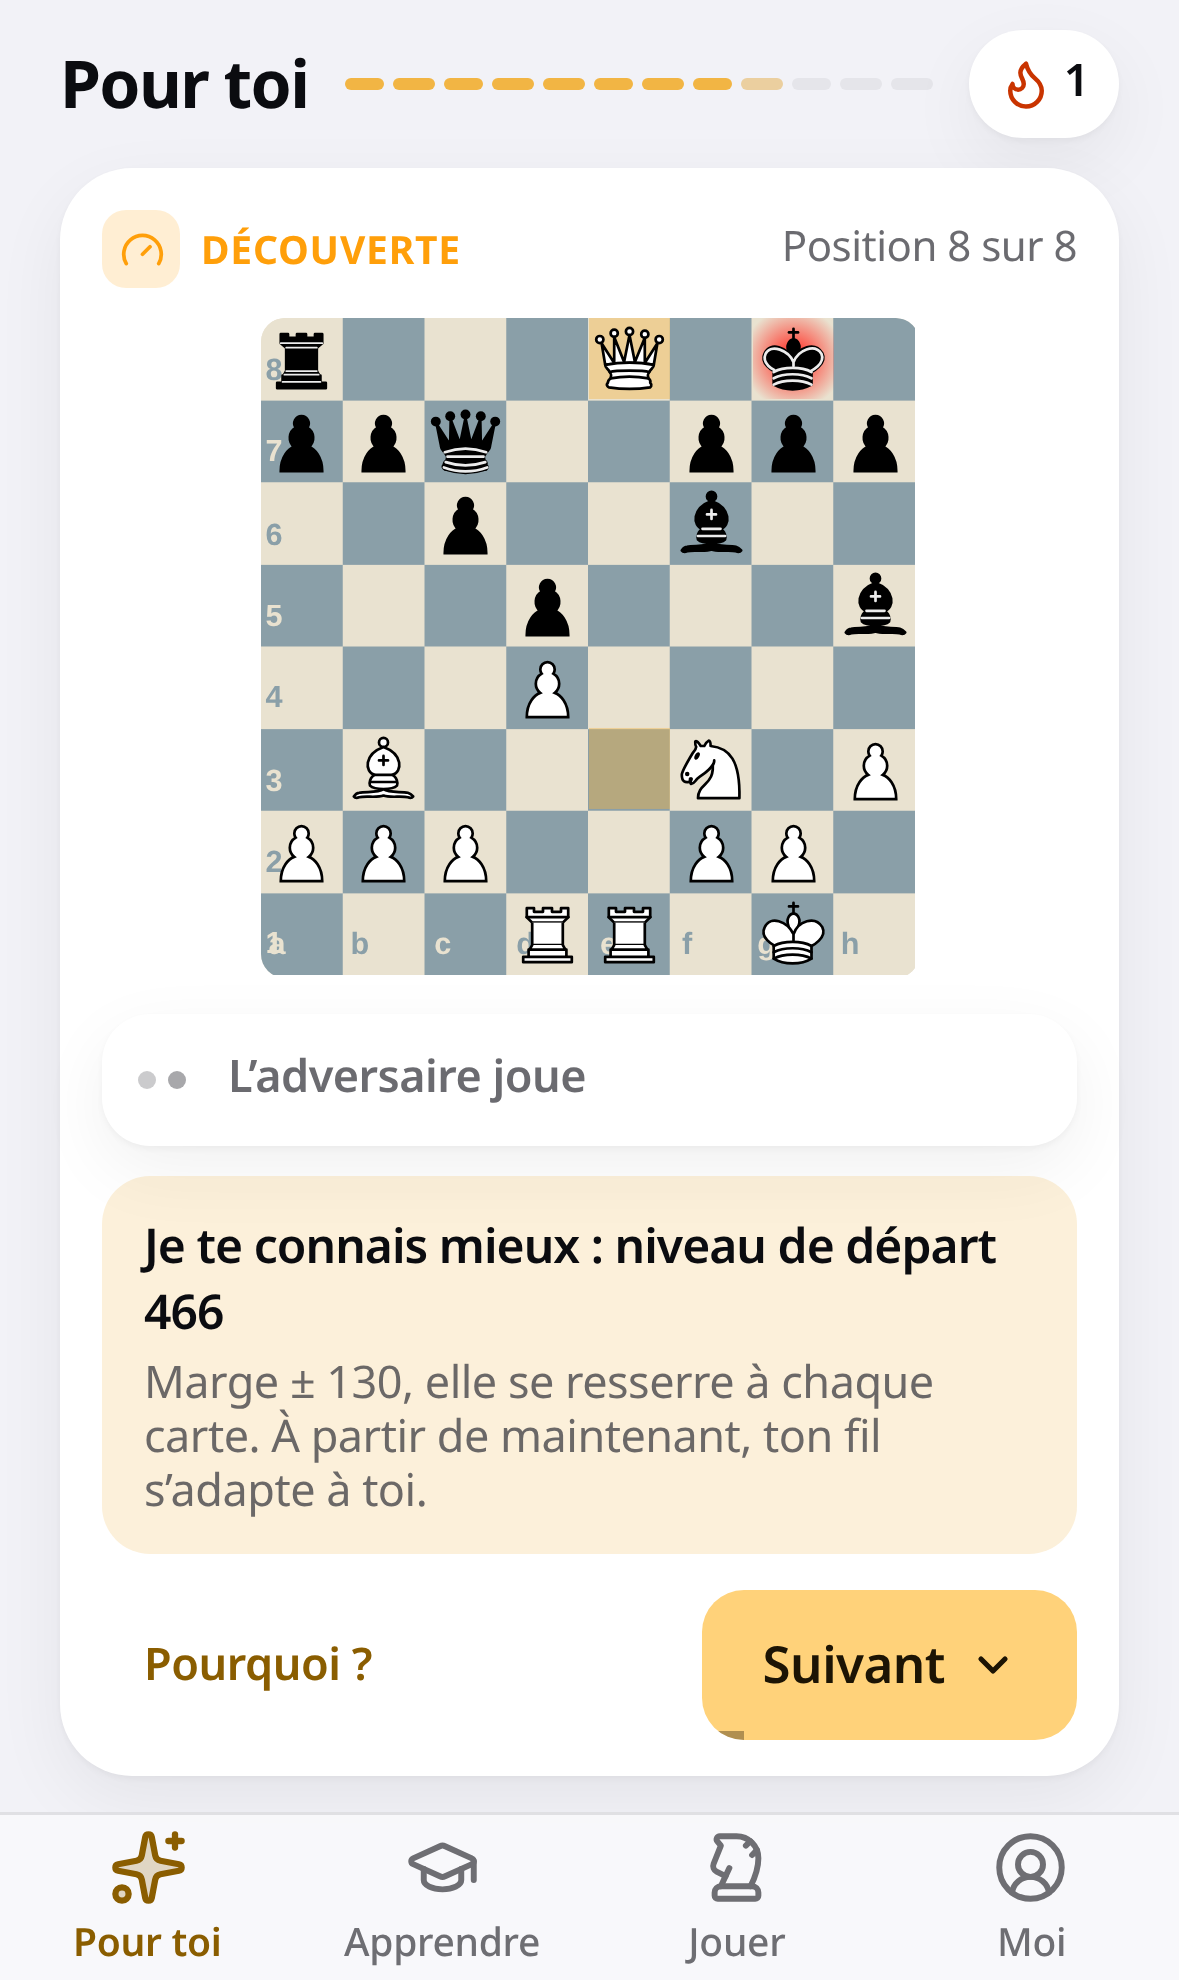 Pour toi
1
DÉCOUVERTE
Position 8 sur 8
8
7
6
5
4
3
2
1
a b c d e f g h
L’adversaire joue
Je te connais mieux : niveau de départ
466
Marge ± 130, elle se resserre à chaque
carte. À partir de maintenant, ton fil
s’adapte à toi.
Pourquoi ?
Suivant
Pour toi
Apprendre
Jouer
Moi